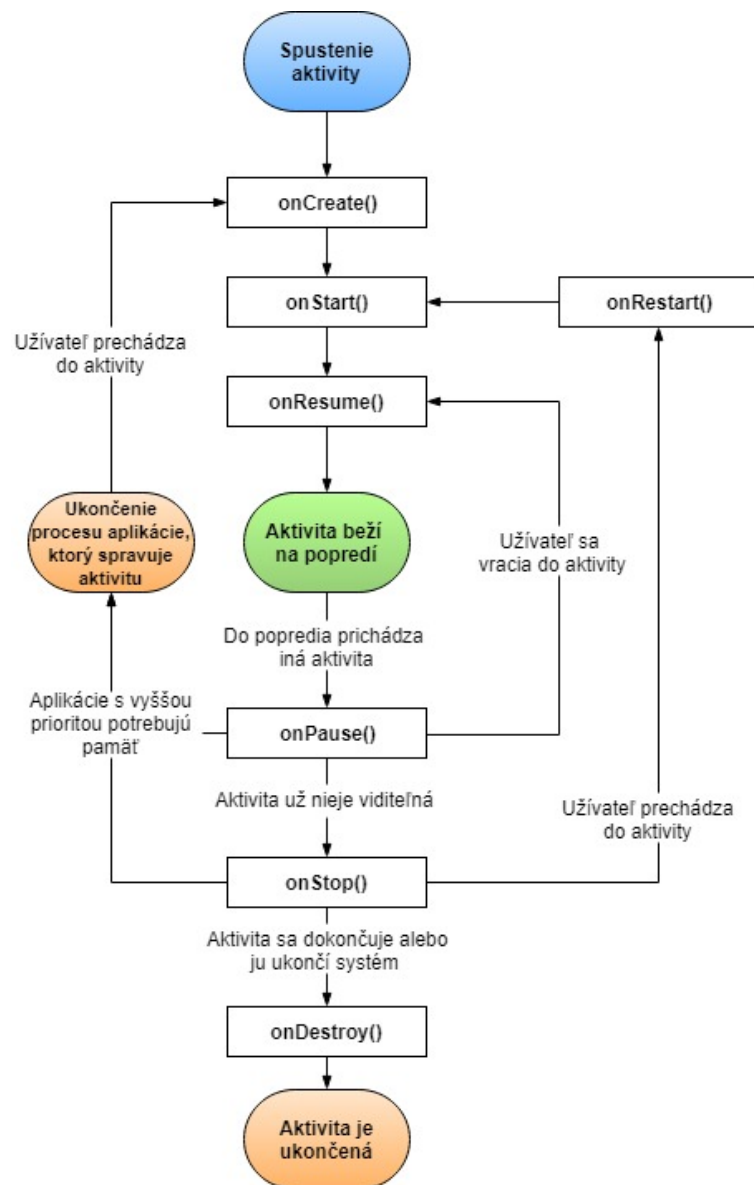 Spustenie
aktivity
onCreate()
onStart()
onRestart()
Užívateľ prechádza
do aktivity
onResume()
Ukončenie
procesu aplikácie,
ktorý spravuje
aktivitu
Aktivita beží
na popredí
Užívateľ sa
vracia do aktivity
Do popredia prichádza
iná aktivita
Aplikácie s vyššou
prioritou potrebujú
pamäť
onPause()
Aktivita už nieje viditeľná
Užívateľ prechádza
do aktivity
onStop()
Aktivita sa dokončuje alebo
ju ukončí systém
onDestroy()
Aktivita je
ukončená